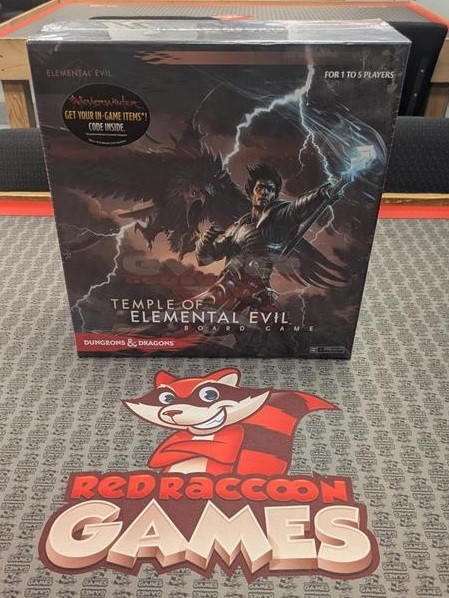 ELEMENTAL EVIL
FOR 1 TO 5 PLAYERS
NEVERWINTER
GET YOUR IN-GAME ITEMS*!
CODE INSIDE.
TEMPLE OF
ELEMENTAL EVIL
BOARD GAME
DUNGEONS & DRAGONS
RED RACCOON
GAMES